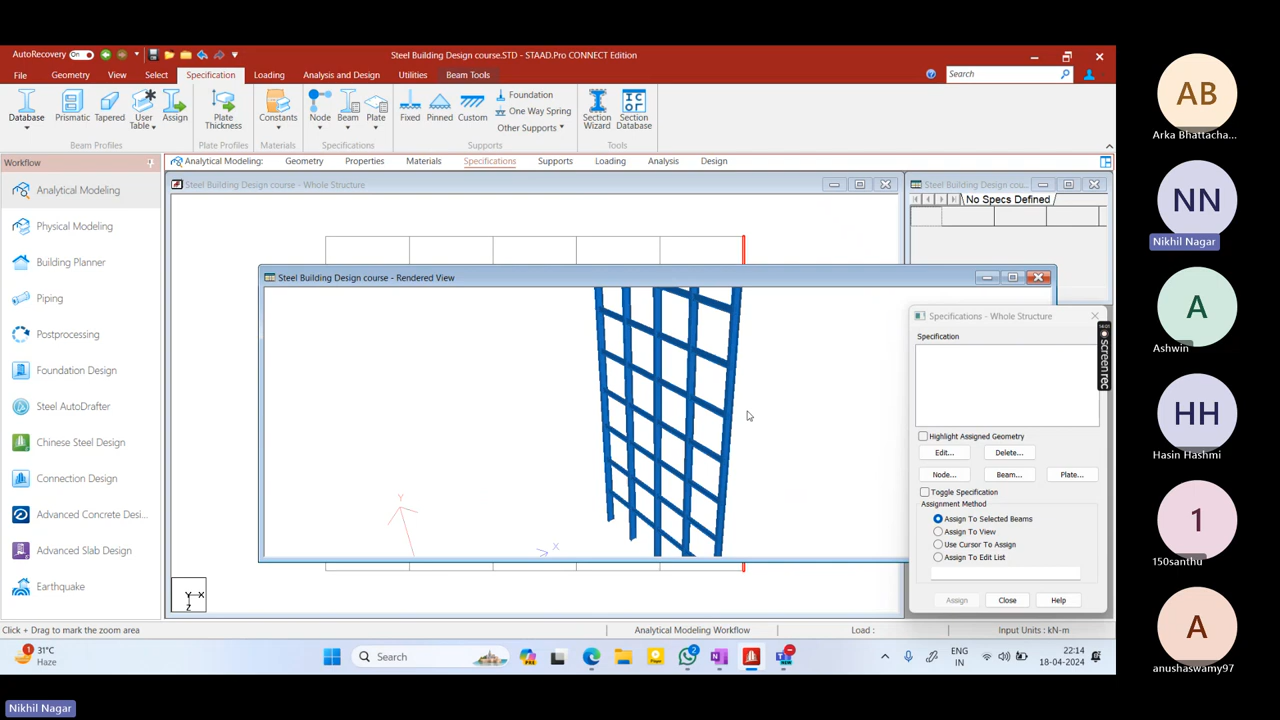 AutoRecovery On
Steel Building Design course.STD - STAAD.Pro CONNECT Edition
File Geometry View Select Specification Loading Analysis and Design Utilities Beam Tools
Search
Database
Prismatic
Tapered
User Table
Assign
Beam Profiles
Plate Thickness
Plate Profiles
Constants
Materials
Node
Beam
Plate
Specifications
Fixed
Pinned
Custom
Foundation
One Way Spring
Other Supports
Supports
Section Wizard
Section Database
Tools
Workflow
Analytical Modeling
Physical Modeling
Building Planner
Piping
Postprocessing
Foundation Design
Steel AutoDrafter
Chinese Steel Design
Connection Design
Advanced Concrete Desi...
Advanced Slab Design
Earthquake
Analytical Modeling: Geometry Properties Materials Specifications Supports Loading Analysis Design
Steel Building Design course - Whole Structure
Steel Building Design cou...
No Specs Defined
Steel Building Design course - Rendered View
Y
X
Y X
Z
Specifications - Whole Structure
Specification
Highlight Assigned Geometry
Edit... Delete...
Node... Beam... Plate...
Toggle Specification
Assignment Method
Assign To Selected Beams
Assign To View
Use Cursor To Assign
Assign To Edit List
Assign Close Help
screen rec
Click + Drag to mark the zoom area
Analytical Modeling Workflow
Load :
Input Units : kN-m
1
31°C
Haze
Search
2
ENG
IN
22:14
18-04-2024
AB
Arka Bhattacha...
NN
Nikhil Nagar
A
Ashwin
HH
Hasin Hashmi
1
150santhu
A
anushaswamy97
Nikhil Nagar